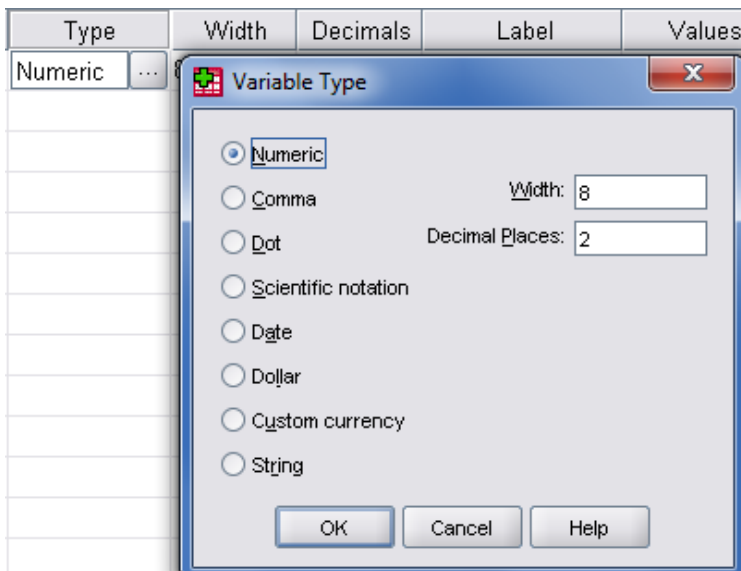 Type Width Decimals Label Values
Numeric ...
Variable Type
Numeric
Comma
Width: 8
Dot
Decimal Places: 2
Scientific notation
Date
Dollar
Custom currency
String
OK Cancel Help